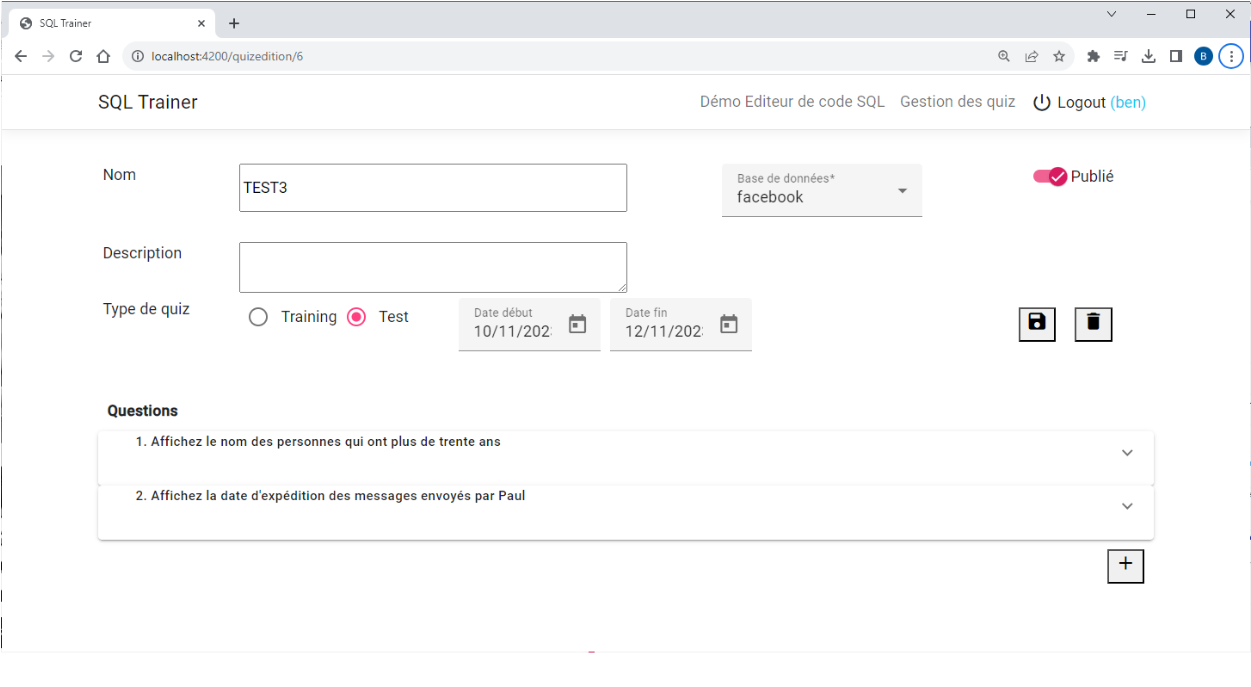 SQL Trainer
localhost:4200/quizedition/6
B
SQL Trainer
Démo Editeur de code SQL Gestion des quiz Logout (ben)
Nom
TEST3
Base de données*
facebook
Publié
Description
Type de quiz
Training Test
Date début
10/11/202
Date fin
12/11/202
Questions
1. Affichez le nom des personnes qui ont plus de trente ans
2. Affichez la date d'expédition des messages envoyés par Paul